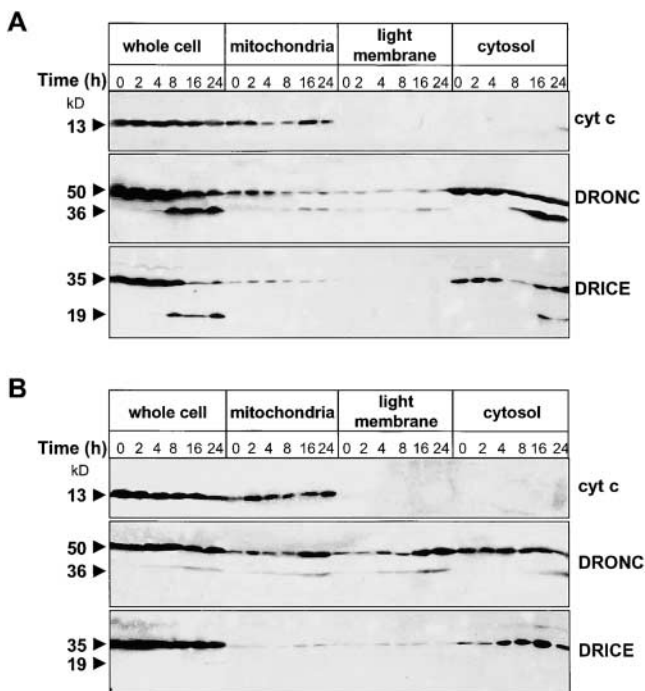 A
whole cell mitochondria light membrane cytosol
Time (h) 0 2 4 8 16 24 0 2 4 8 16 24 0 2 4 8 16 24 0 2 4 8 16 24
kD
13 cyt c
50 DRONC
36
35 DRICE
19
B
whole cell mitochondria light membrane cytosol
Time (h) 0 2 4 8 16 24 0 2 4 8 16 24 0 2 4 8 16 24 0 2 4 8 16 24
kD
13 cyt c
50 DRONC
36
35 DRICE
19